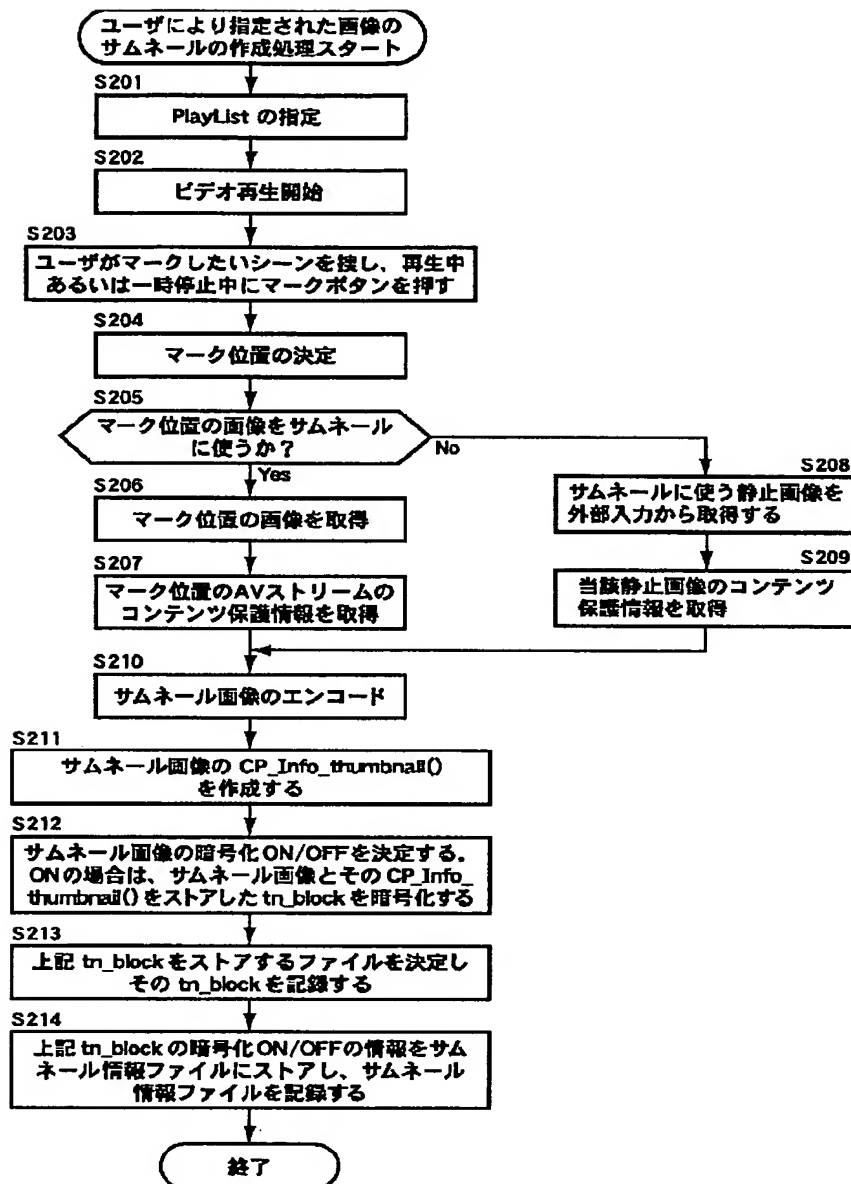 ユーザにより指定された画像の
サムネールの作成処理スタート
S201
PlayList の指定
S202
ビデオ再生開始
S203
ユーザがマークしたいシーンを捜し、再生中
あるいは一時停止中にマークボタンを押す
S204
マーク位置の決定
S205
マーク位置の画像をサムネール
に使うか？
No
Yes
S206
マーク位置の画像を取得
S207
マーク位置のAVストリームの
コンテンツ保護情報を取得
S208
サムネールに使う静止画像を
外部入力から取得する
S209
当該静止画像のコンテンツ
保護情報を取得
S210
サムネール画像のエンコード
S211
サムネール画像の CP_Info_thumbnail()
を作成する
S212
サムネール画像の暗号化ON/OFFを決定する。
ONの場合は、サムネール画像とその CP_Info_
thumbnail()をストアした tn_block を暗号化する
S213
上記 tn_block をストアするファイルを決定し
その tn_block を記録する
S214
上記 tn_block の暗号化ON/OFFの情報をサム
ネール情報ファイルにストアし、サムネール
情報ファイルを記録する
終了